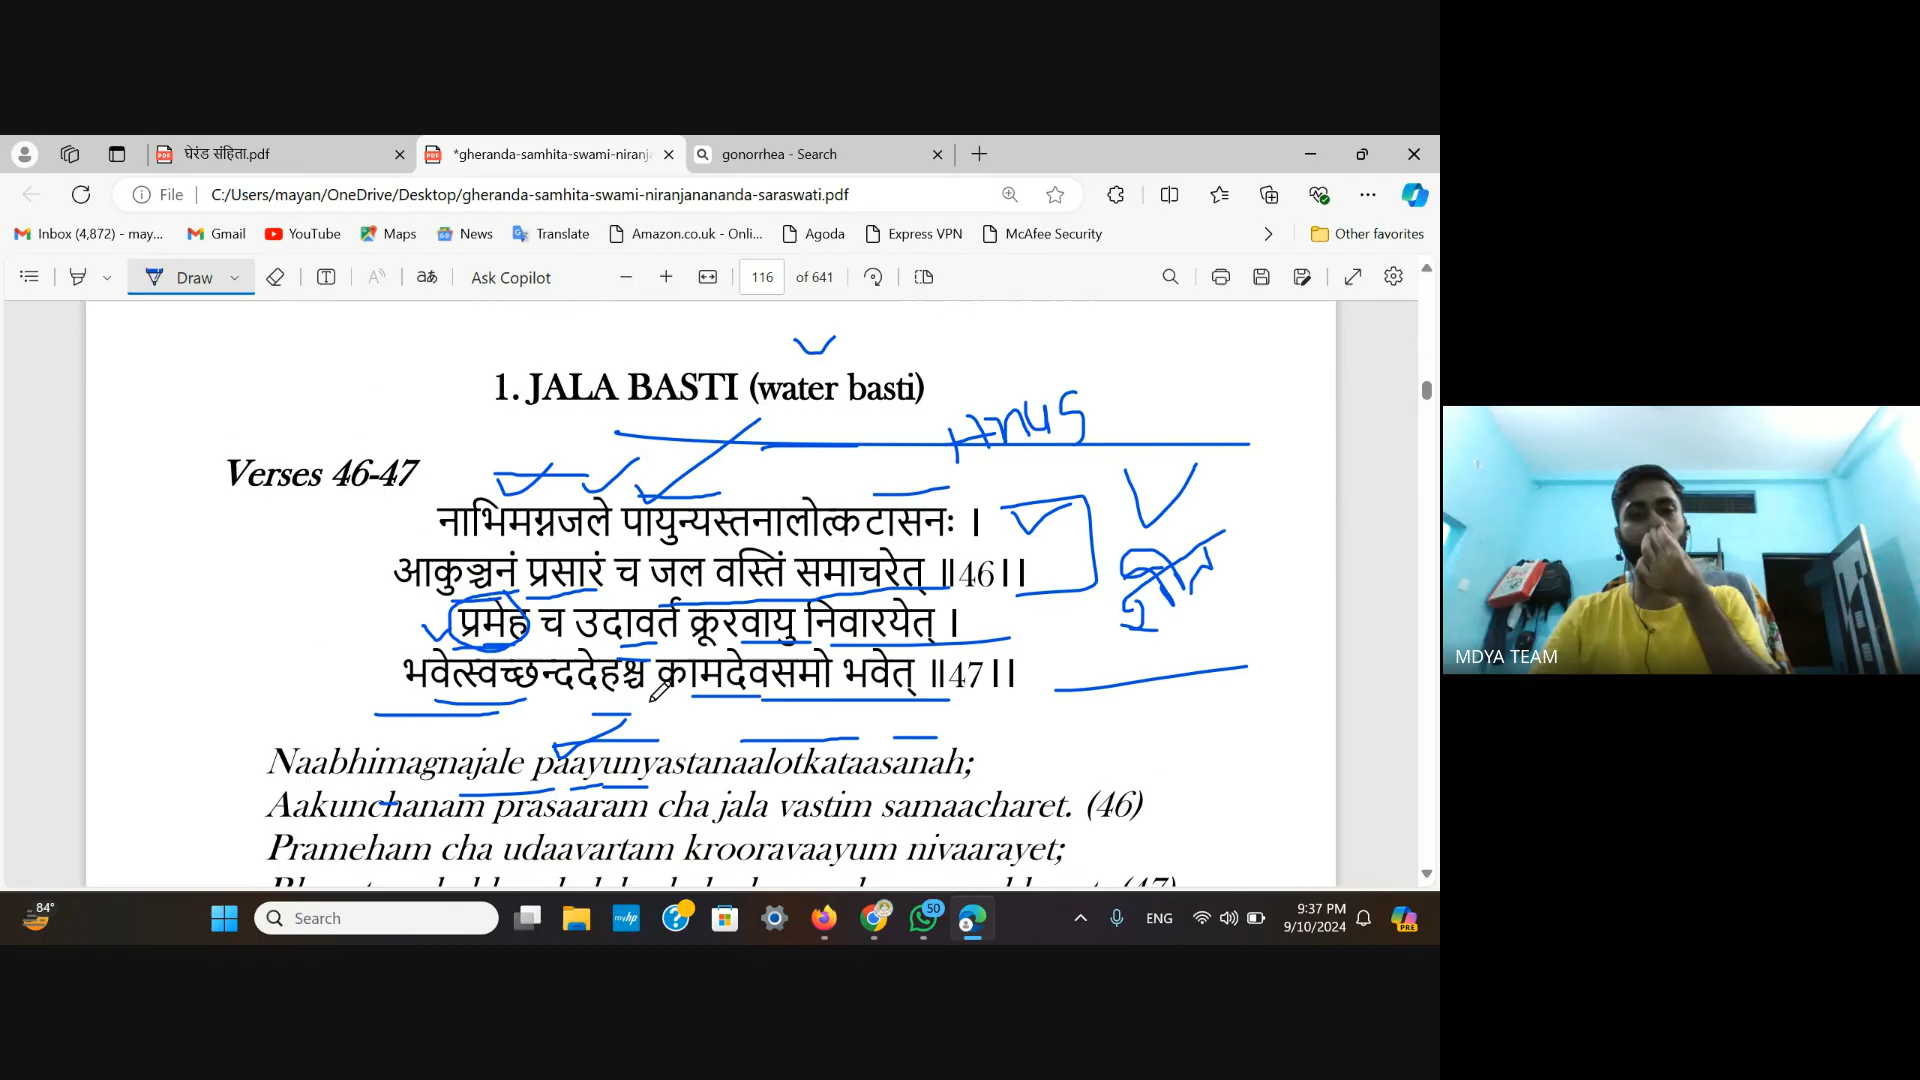 घेरंड संहिता.pdf
*gheranda-samhita-swami-niranja
gonorrhea - Search
File
C:/Users/mayan/OneDrive/Desktop/gheranda-samhita-swami-niranjanananda-saraswati.pdf
Inbox (4,872) - may...
Gmail
YouTube
Maps
News
Translate
Amazon.co.uk - Onli...
Agoda
Express VPN
McAfee Security
Other favorites
Draw
Ask Copilot
116
of 641
1. JALA BASTI (water basti)
Anus
Verses 46-47
नाभिमग्नजले पायुन्यस्तनालोत्कटासनः ।
आकुञ्चनं प्रसारं च जल वस्तिं समाचरेत् ॥46।।
प्रमेह च उदावर्त क्रूरवायु निवारयेत् ।
भवेत्स्वच्छन्ददेहश्च कामदेवसमो भवेत् ॥47।।
Naabhimagnajale paayunyastanaalotkataasanah;
Aakunchanam prasaaram cha jala vastim samaacharet. (46)
Prameham cha udaavartam krooravaayum nivaarayet;
MDYA TEAM
84°
Search
50
ENG
9:37 PM
9/10/2024